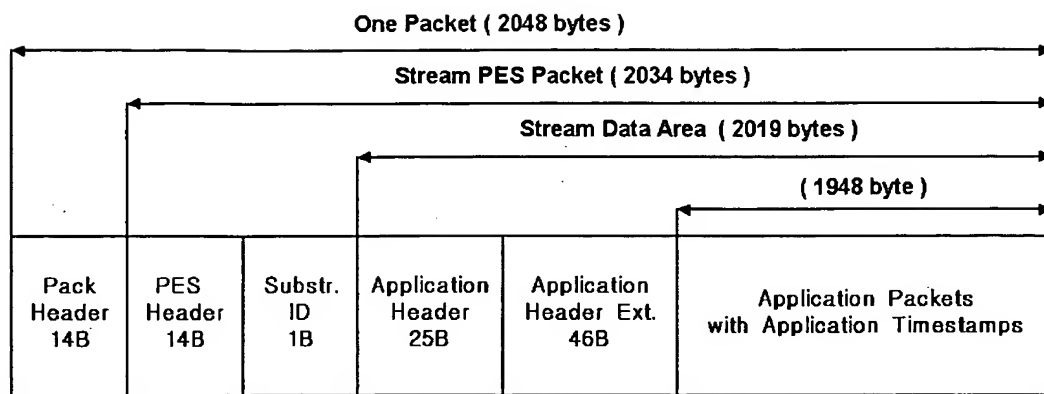 One Packet ( 2048 bytes )
Stream PES Packet ( 2034 bytes )
Stream Data Area ( 2019 bytes )
( 1948 byte )
Pack
Header
14B
PES
Header
14B
Substr.
ID
1B
Application
Header
25B
Application
Header Ext.
46B
Application Packets
with Application Timestamps